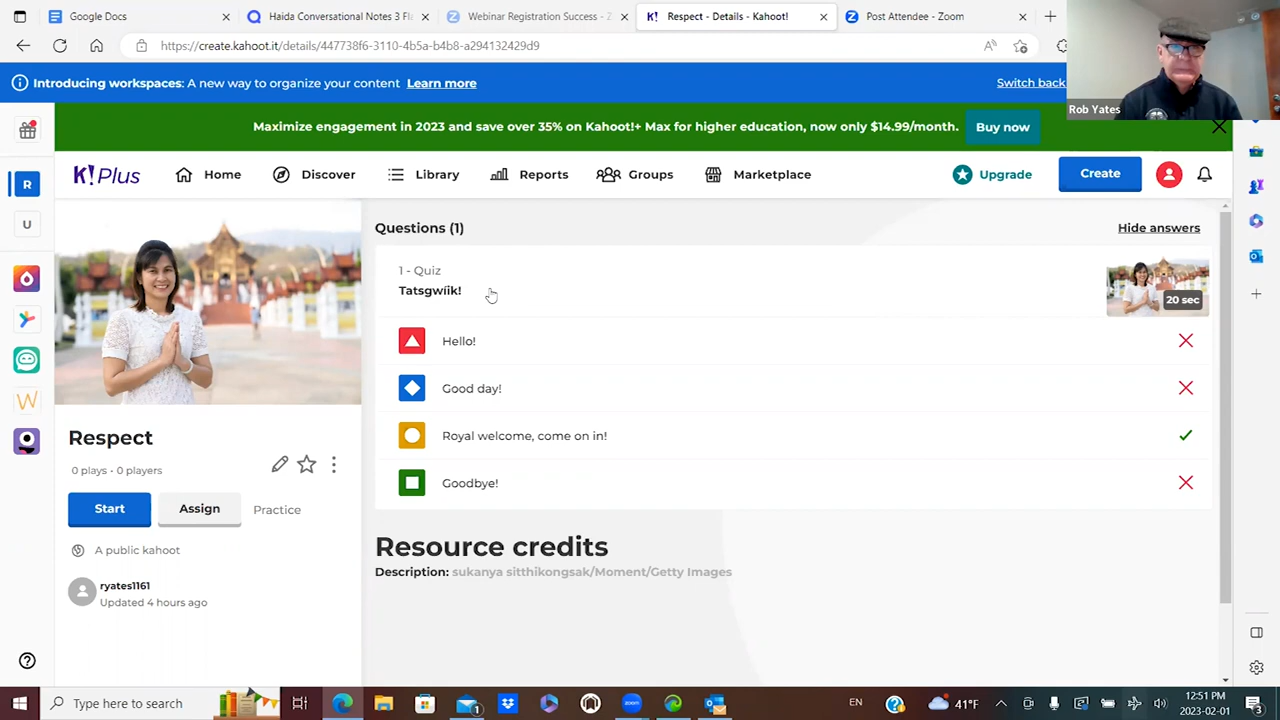 Google Docs
Haida Conversational Notes 3 Fl
Webinar Registration Success - Z
K! Respect - Details - Kahoot!
Post Attendee - Zoom
https://create.kahoot.it/details/447738f6-3110-4b5a-b4b8-a294132429d9
Introducing workspaces: A new way to organize your content Learn more
Switch back
Rob Yates
Maximize engagement in 2023 and save over 35% on Kahoot!+ Max for higher education, now only $14.99/month.
Buy now
K!Plus
Home
Discover
Library
Reports
Groups
Marketplace
Upgrade
Create
R
U
W
Questions (1)
Hide answers
1 - Quiz
Tatsgwíik!
20 sec
Hello!
Good day!
Royal welcome, come on in!
Goodbye!
Respect
0 plays · 0 players
Start
Assign
Practice
A public kahoot
ryates1161
Updated 4 hours ago
Resource credits
Description: sukanya sitthikongsak/Moment/Getty Images
Type here to search
1
EN
41°F
12:51 PM
2023-02-01
3